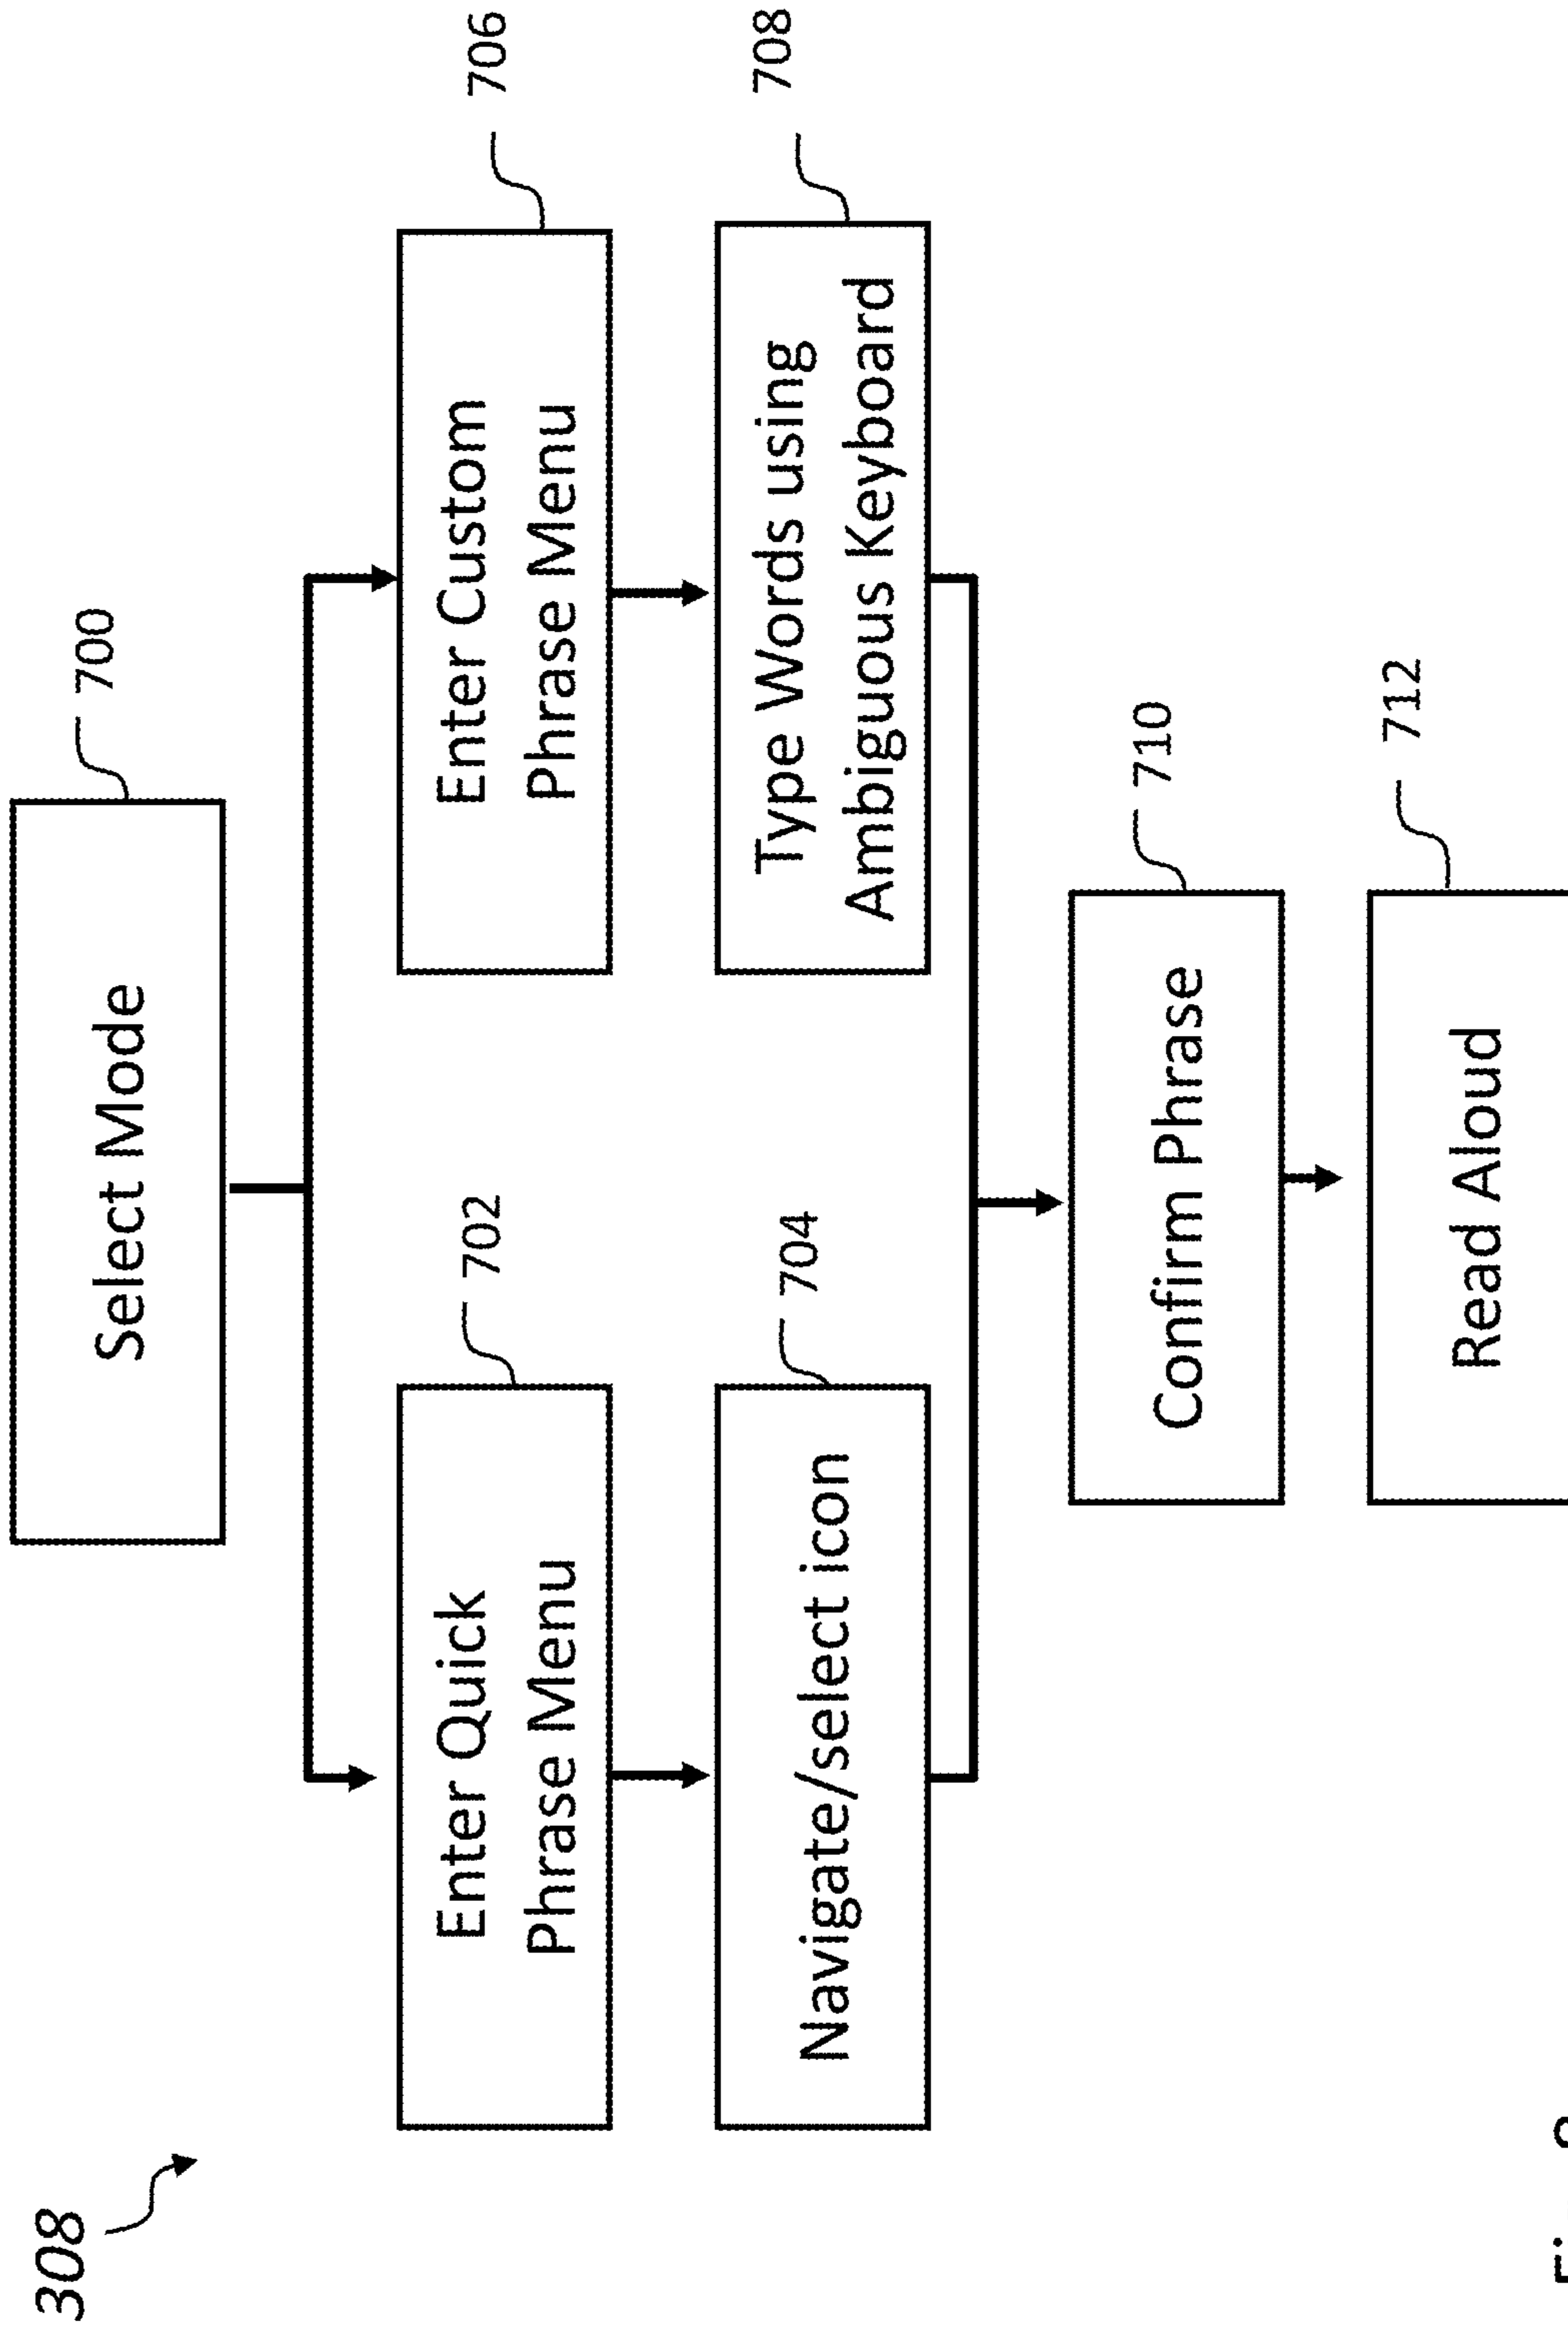 308
Select Mode
700
Enter Quick
Phrase Menu
702
Enter Custom
Phrase Menu
706
Navigate/select icon
704
Type Words using
Ambiguous Keyboard
708
Confirm Phrase
710
Read Aloud
712